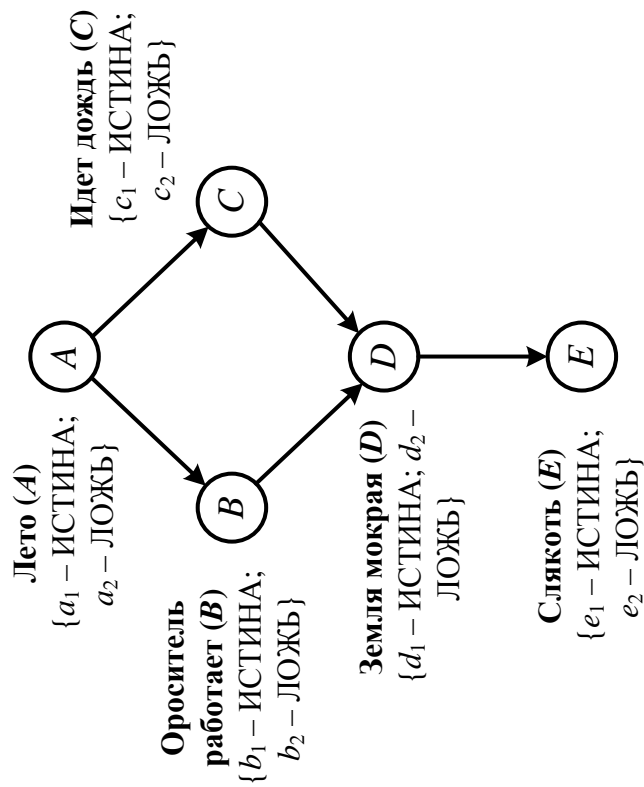 Лето (A)
{a₁ – ИСТИНА;
a₂ – ЛОЖЬ}
A
Ороситель
работает (B)
{b₁ – ИСТИНА;
b₂ – ЛОЖЬ}
B
Идет дождь (C)
{c₁ – ИСТИНА;
c₂ – ЛОЖЬ}
C
Земля мокрая (D)
{d₁ – ИСТИНА; d₂ –
ЛОЖЬ}
D
Слякоть (E)
{e₁ – ИСТИНА;
e₂ – ЛОЖЬ}
E